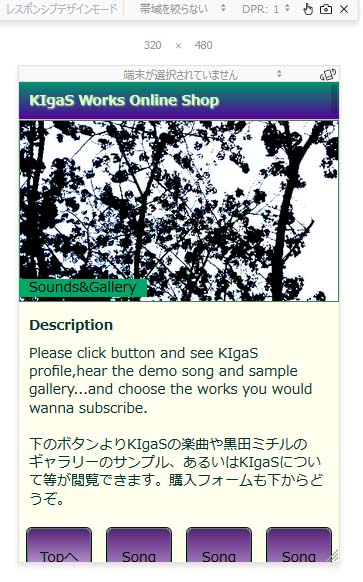 レスポンシブデザインモード 帯域を絞らない DPR: 1
320 × 480
端末が選択されていません
KIgaS Works Online Shop
Sounds&Gallery
Description
Please click button and see KIgaS
profile,hear the demo song and sample
gallery...and choose the works you would
wanna subscribe.
下のボタンよりKIgaSの楽曲や黒田ミチルの
ギャラリーのサンプル、あるいはKIgaSについ
て等が閲覧できます。購入フォームも下からど
うぞ。
Topへ Song Song Song